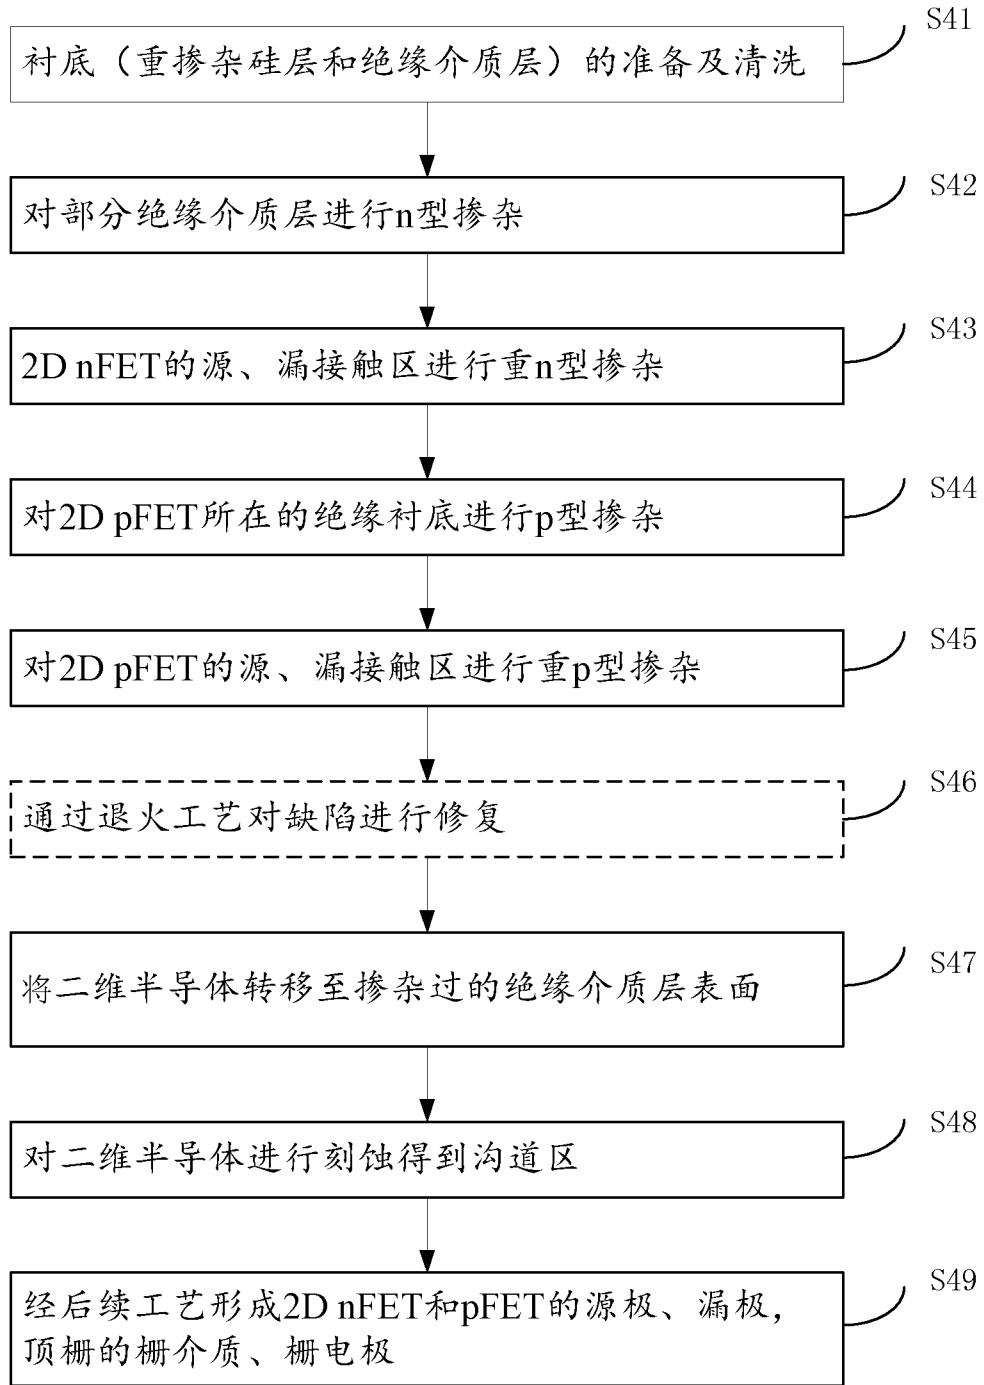 S41
衬底（重掺杂硅层和绝缘介质层）的准备及清洗
S42
对部分绝缘介质层进行n型掺杂
S43
2D nFET的源、漏接触区进行重n型掺杂
S44
对2D pFET所在的绝缘衬底进行p型掺杂
S45
对2D pFET的源、漏接触区进行重p型掺杂
S46
通过退火工艺对缺陷进行修复
S47
将二维半导体转移至掺杂过的绝缘介质层表面
S48
对二维半导体进行刻蚀得到沟道区
S49
经后续工艺形成2D nFET和pFET的源极、漏极，
顶栅的栅介质、栅电极